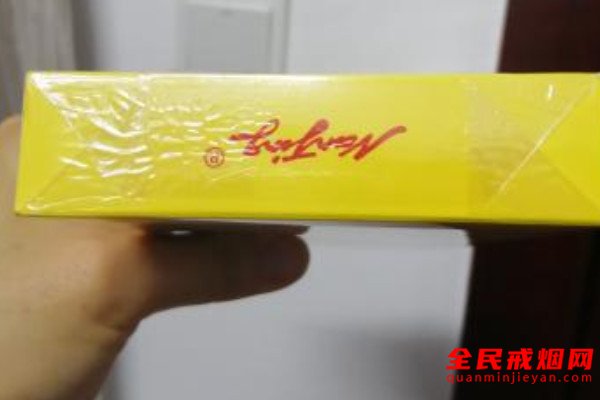 NanJing
®
全民戒烟网
quanminjieyan.com